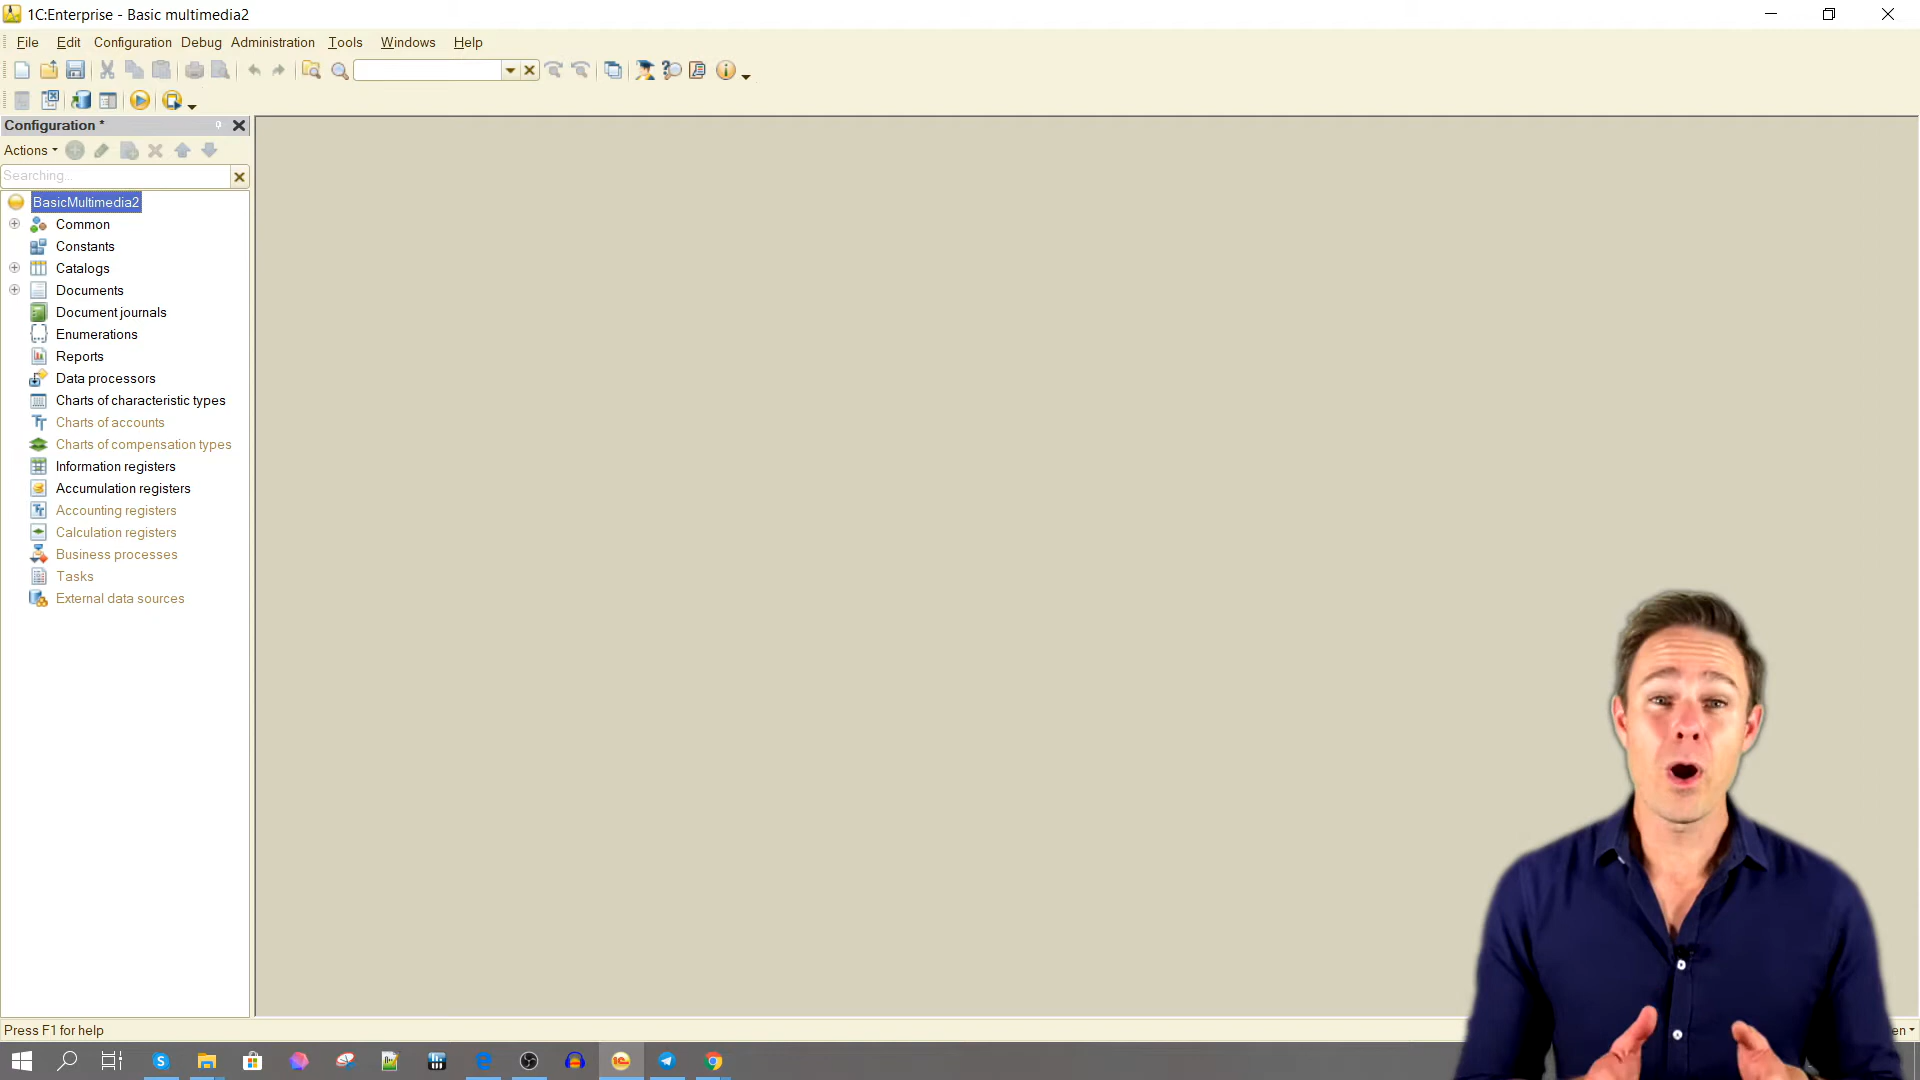 1C:Enterprise - Basic multimedia2
File Edit Configuration Debug Administration Tools Windows Help
Configuration *
Actions
Searching...
BasicMultimedia2
Common
Constants
Catalogs
Documents
Document journals
Enumerations
Reports
Data processors
Charts of characteristic types
Charts of accounts
Charts of compensation types
Information registers
Accumulation registers
Accounting registers
Calculation registers
Business processes
Tasks
External data sources
Press F1 for help
en